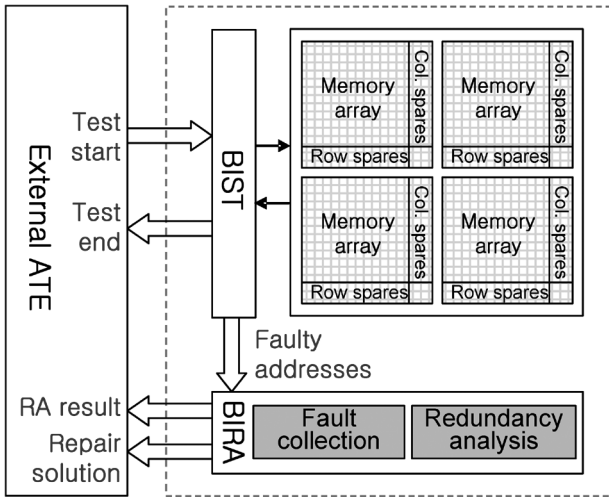 External ATE
Test
start
Test
end
RA result
Repair
solution
BIST
Memory
array
Col. spares
Row spares
Memory
array
Col. spares
Row spares
Memory
array
Col. spares
Row spares
Memory
array
Col. spares
Row spares
Faulty
addresses
BIRA
Fault
collection
Redundancy
analysis